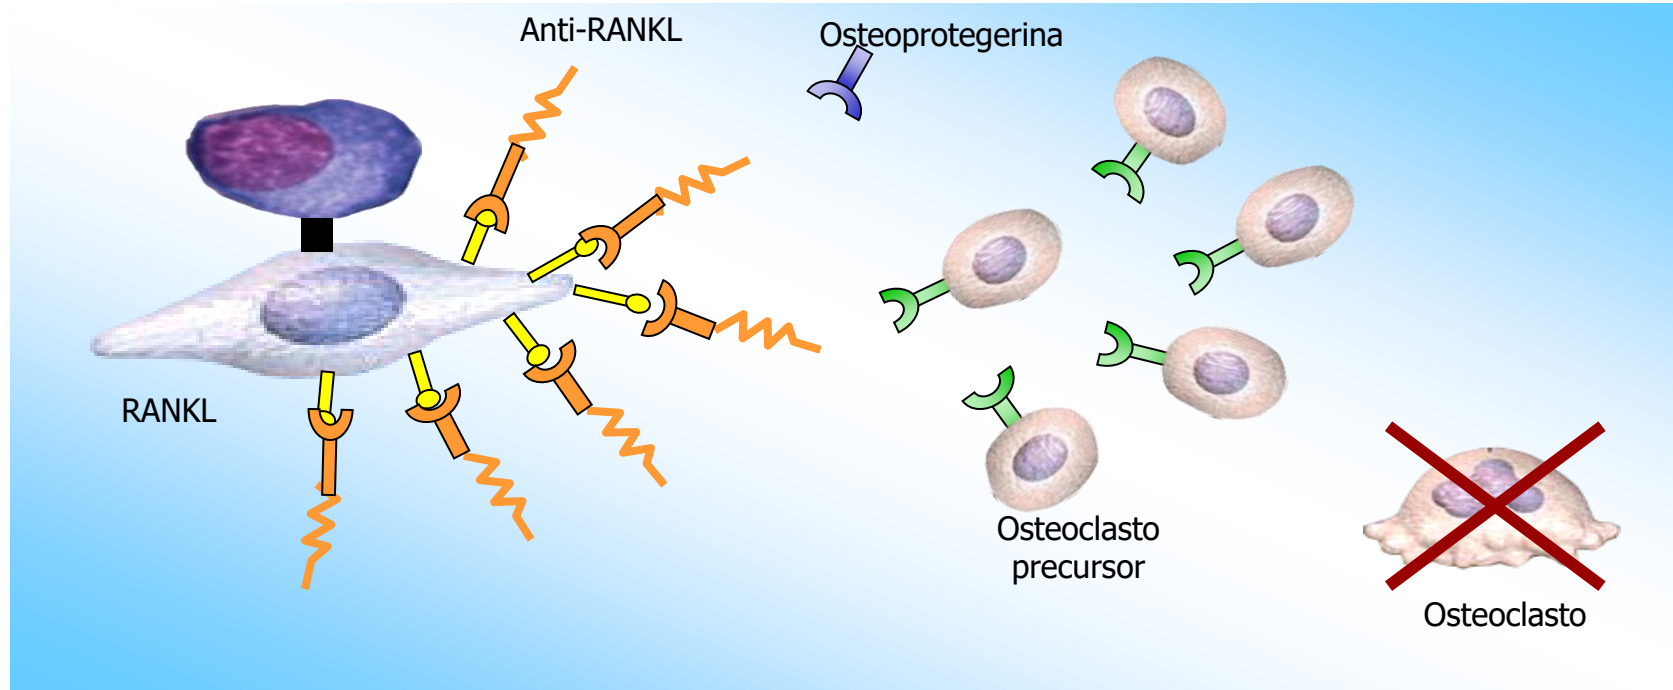 Anti-RANKL
Osteoprotegerina
RANKL
Osteoclasto
precursor
Osteoclasto